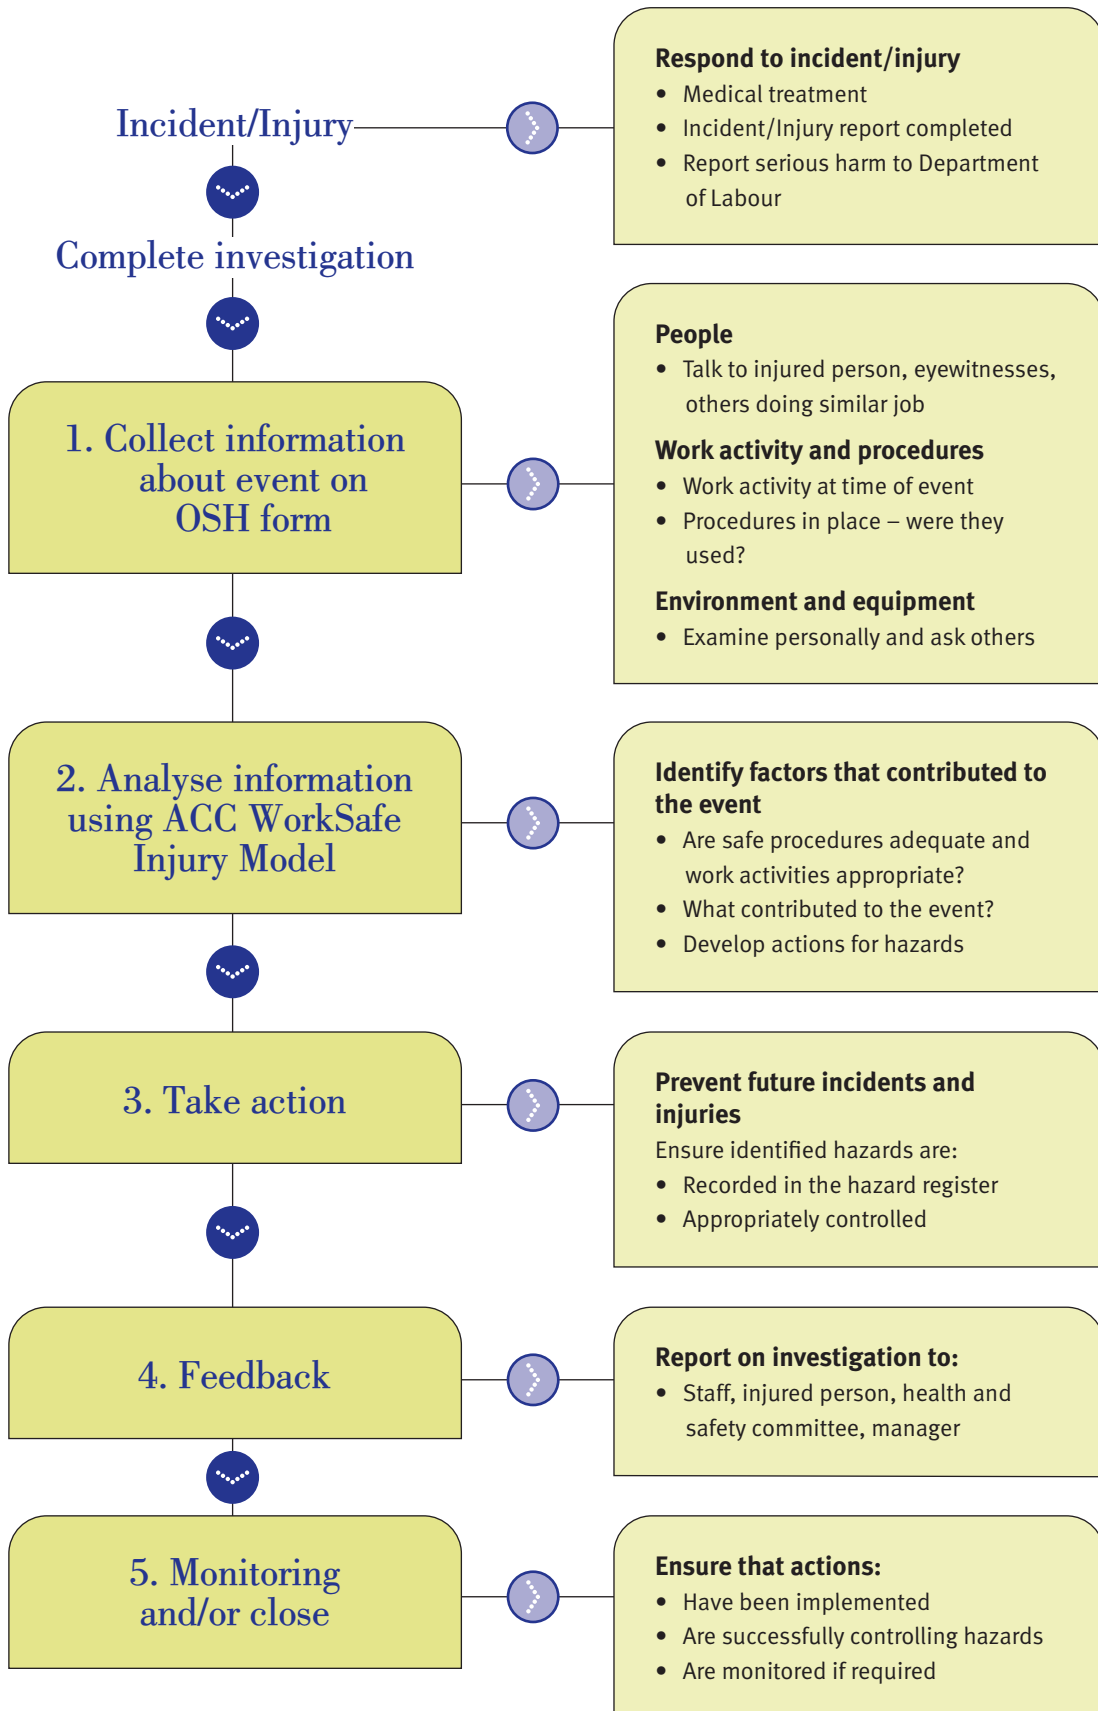 Incident/Injury
Respond to incident/injury
• Medical treatment
• Incident/Injury report completed
• Report serious harm to Department
of Labour
Complete investigation
1. Collect information
about event on
OSH form
People
• Talk to injured person, eyewitnesses,
others doing similar job
Work activity and procedures
• Work activity at time of event
• Procedures in place – were they
used?
Environment and equipment
• Examine personally and ask others
2. Analyse information
using ACC WorkSafe
Injury Model
Identify factors that contributed to
the event
• Are safe procedures adequate and
work activities appropriate?
• What contributed to the event?
• Develop actions for hazards
3. Take action
Prevent future incidents and
injuries
Ensure identified hazards are:
• Recorded in the hazard register
• Appropriately controlled
4. Feedback
Report on investigation to:
• Staff, injured person, health and
safety committee, manager
5. Monitoring
and/or close
Ensure that actions:
• Have been implemented
• Are successfully controlling hazards
• Are monitored if required